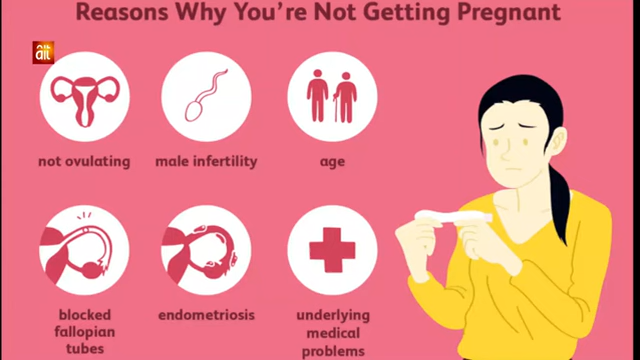 Reasons Why You're Not Getting Pregnant
ait
not ovulating
male infertility
age
blocked
fallopian
tubes
endometriosis
underlying
medical
problems